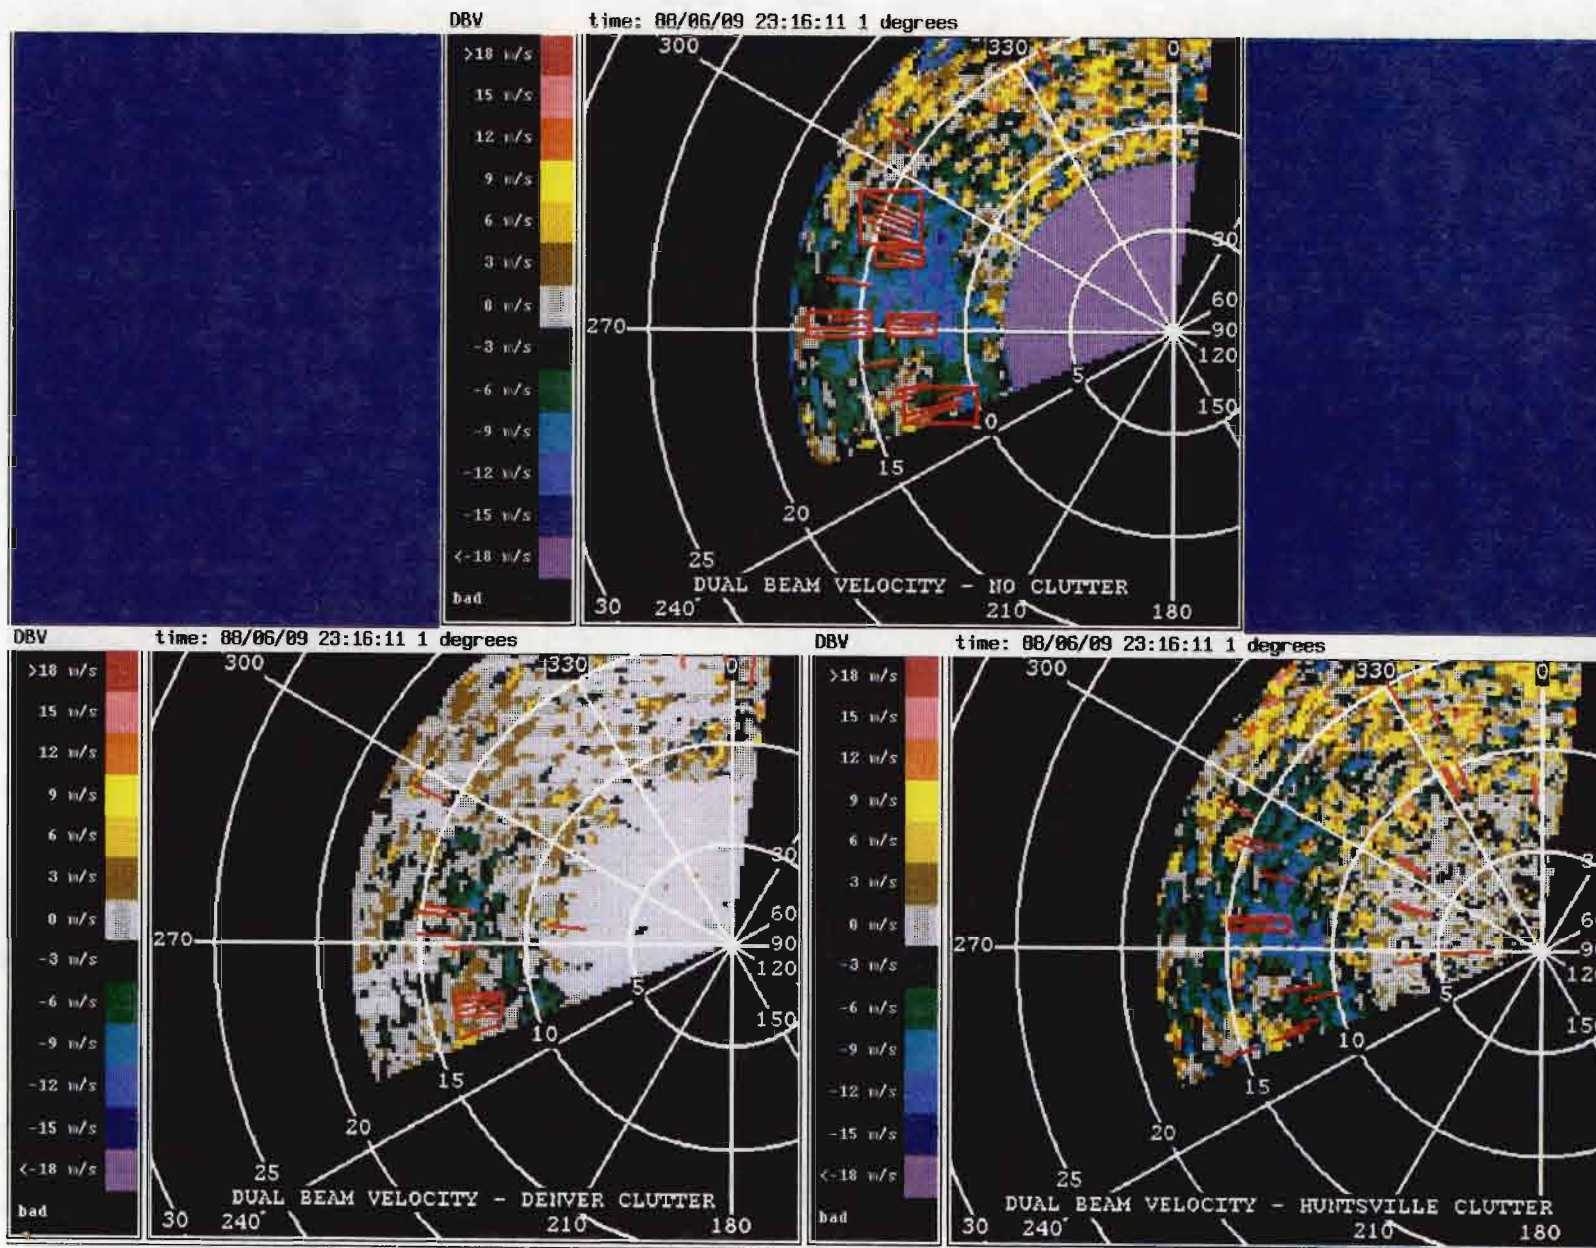 DBV time: 88/06/09 23:16:11 1 degrees
>18 m/s
15 m/s
12 m/s
9 m/s
6 m/s
3 m/s
0 m/s
-3 m/s
-6 m/s
-9 m/s
-12 m/s
-15 m/s
<-18 m/s
bad
300 330 0
30
60
270 90
120
150
5
0
15
20
25
DUAL BEAM VELOCITY - NO CLUTTER
30 240° 210 180
DBV time: 88/06/09 23:16:11 1 degrees
>18 m/s
15 m/s
12 m/s
9 m/s
6 m/s
3 m/s
0 m/s
-3 m/s
-6 m/s
-9 m/s
-12 m/s
-15 m/s
<-18 m/s
bad
300 330 0
30
60
270 90
120
150
5
10
15
20
25
DUAL BEAM VELOCITY - DENVER CLUTTER
30 240° 210 180
DBV time: 88/06/09 23:16:11 1 degrees
>18 m/s
15 m/s
12 m/s
9 m/s
6 m/s
3 m/s
0 m/s
-3 m/s
-6 m/s
-9 m/s
-12 m/s
-15 m/s
<-18 m/s
bad
300 330 0
3
6
270 9
12
15
5
10
15
20
25
DUAL BEAM VELOCITY - HUNTSVILLE CLUTTER
30 240° 210 180